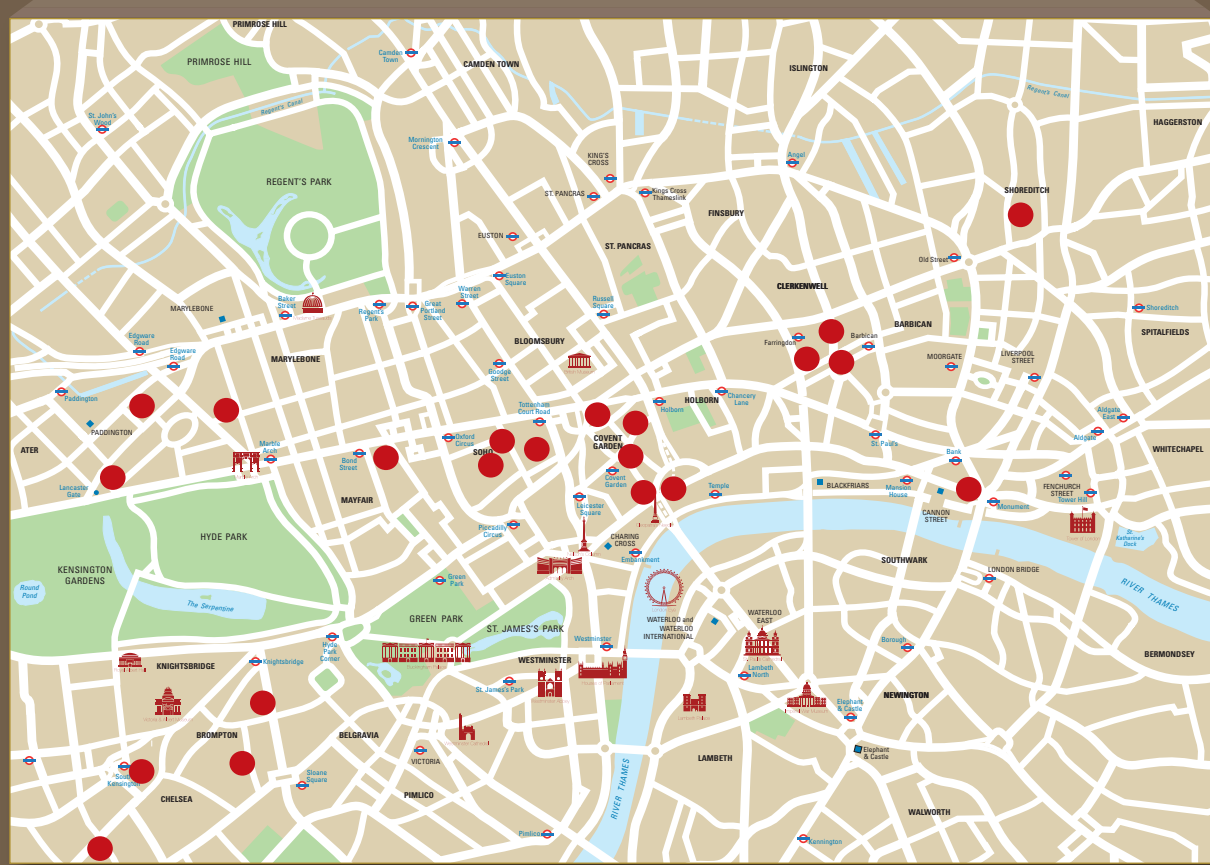 PRIMROSE HILL
Camden
Town
CAMDEN TOWN
PRIMROSE HILL
ISLINGTON
Regent's Canal
Regent's Canal
St. John's
Wood
HAGGERSTON
Mornington
Crescent
KING'S
CROSS
Angel
REGENT'S PARK
ST. PANCRAS
Kings Cross
Thameslink
SHOREDITCH
FINSBURY
EUSTON
ST. PANCRAS
Old Street
Euston
Square
CLERKENWELL
Warren
Street
Baker
Street
Russell
Square
MARYLEBONE
Regent's
Park
Great
Portland
Street
Shoreditch
BARBICAN
SPITALFIELDS
Edgware
Road
Edgware
Road
Farringdon
Barbican
BLOOMSBURY
MARYLEBONE
MOORGATE
LIVERPOOL
STREET
Goodge
Street
Paddington
Tottenham
Court Road
Holborn
HOLBORN
Chancery
Lane
Aldgate
East
PADDINGTON
Oxford
Circus
COVENT
GARDEN
St. Paul's
Aldgate
ATER
Marble
Arch
Bond
Street
SOHO
Bank
WHITECHAPEL
Lancaster
Gate
MAYFAIR
Covent
Garden
Temple
BLACKFRIARS
Mansion
House
FENCHURCH
STREET
Tower Hill
Leicester
Square
CANNON
STREET
Monument
Piccadilly
Circus
HYDE PARK
CHARING
CROSS
Embankment
St.
Katharine's
Dock
SOUTHWARK
KENSINGTON
GARDENS
Green
Park
LONDON BRIDGE
Round
Pond
RIVER THAMES
The Serpentine
GREEN PARK
ST. JAMES'S PARK
WATERLOO and
WATERLOO
INTERNATIONAL
WATERLOO
EAST
Hyde
Park
Corner
Westminster
Borough
KNIGHTSBRIDGE
Knightsbridge
WESTMINSTER
BERMONDSEY
Lambeth
North
St. James's Park
NEWINGTON
Elephant
& Castle
BROMPTON
BELGRAVIA
VICTORIA
Elephant
& Castle
LAMBETH
South
Kensington
Sloane
Square
CHELSEA
PIMLICO
RIVER THAMES
WALWORTH
Pimlico
Kennington